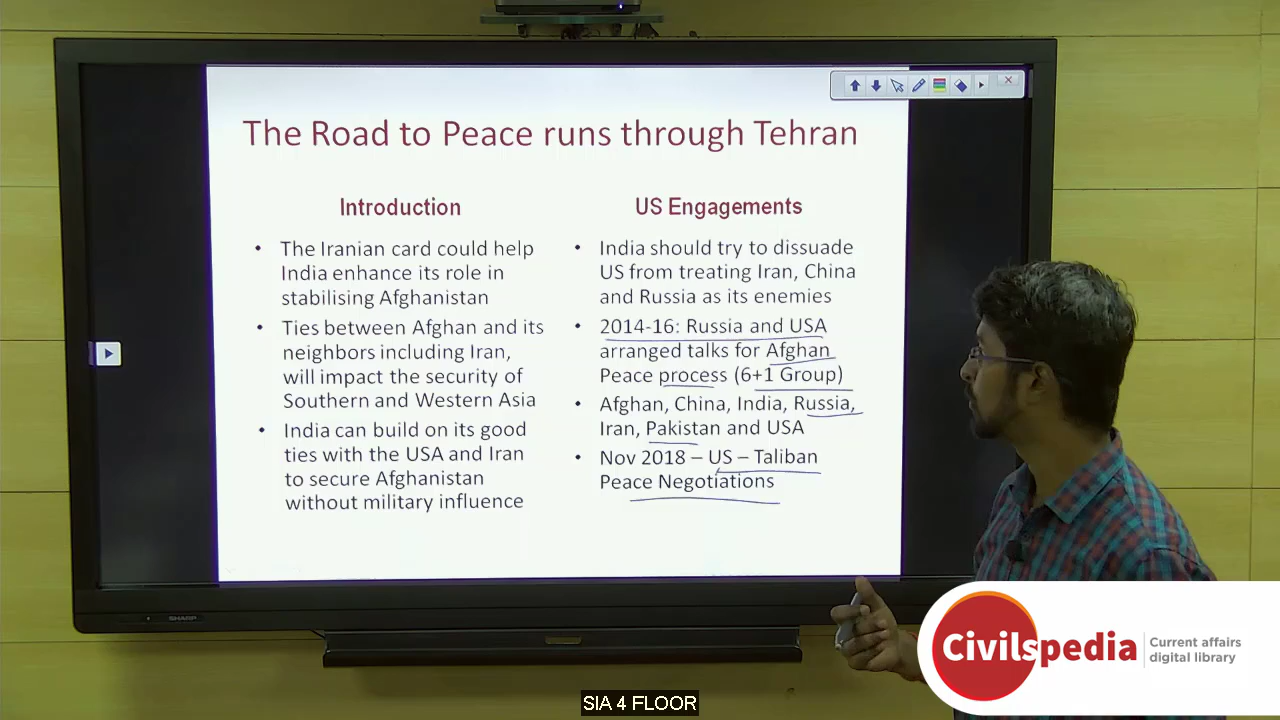 The Road to Peace runs through Tehran
Introduction
• The Iranian card could help
India enhance its role in
stabilising Afghanistan
• Ties between Afghan and its
neighbors including Iran,
will impact the security of
Southern and Western Asia
• India can build on its good
ties with the USA and Iran
to secure Afghanistan
without military influence
US Engagements
• India should try to dissuade
US from treating Iran, China
and Russia as its enemies
• 2014-16: Russia and USA
arranged talks for Afghan
Peace process (6+1 Group)
• Afghan, China, India, Russia,
Iran, Pakistan and USA
• Nov 2018 – US – Taliban
Peace Negotiations
SHARP
Civilspedia
Current affairs
digital library
SIA 4 FLOOR